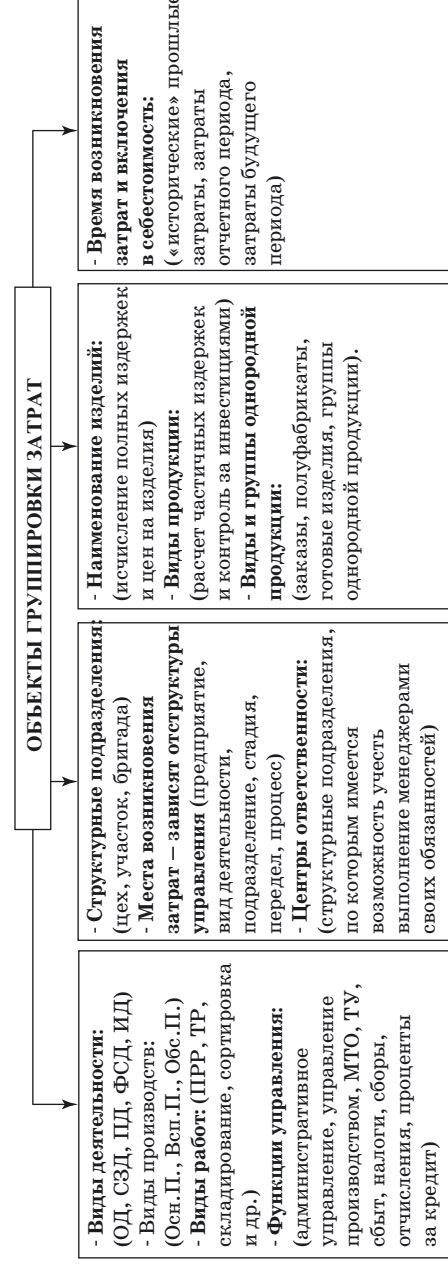 ОБЪЕКТЫ ГРУППИРОВКИ ЗАТРАТ
- Виды деятельности:
(ОД, СЗД, ПД, ФСД, ИД)
- Виды производств:
(Осн.П., Всп.П., Обс.П.)
- Виды работ: (ПРР, ТР,
складирование, сортировка
и др.)
- Функции управления:
(административное
управление, управление
производством, МТО, ТУ,
сбыт, налоги, сборы,
отчисления, проценты
за кредит)
- Структурные подразделения:
(цех, участок, бригада)
- Места возникновения
затрат – зависят отструктуры
управления (предприятие,
вид деятельности,
подразделение, стадия,
передел, процесс)
- Центры ответственности:
(структурные подразделения,
по которым имеется
возможность учесть
выполнение менеджерами
своих обязанностей)
- Наименование изделий:
(исчисление полных издержек
и цен на изделия)
- Виды продукции:
(расчет частичных издержек
и контроль за инвестициями)
- Виды и группы однородной
продукции:
(заказы, полуфабрикаты,
готовые изделия, группы
однородной продукции).
- Время возникновения
затрат и включения
в себестоимость:
(«исторические» прошлые
затраты, затраты
отчетного периода,
затраты будущего
периода)